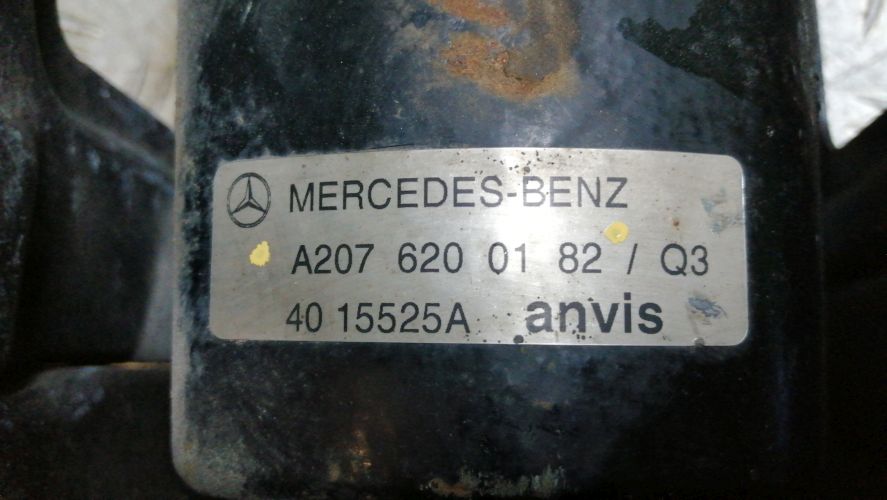 MERCEDES-BENZ
A207 620 01 82 / Q3
40 15525A anvis